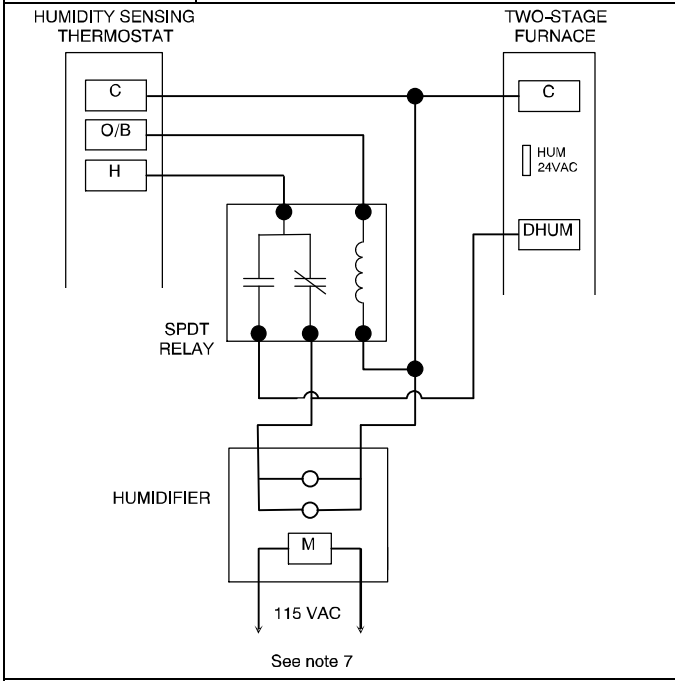 HUMIDITY SENSING
THERMOSTAT
TWO-STAGE
FURNACE
C
O/B
H
C
HUM
24VAC
DHUM
SPDT
RELAY
HUMIDIFIER
M
115 VAC
See note 7